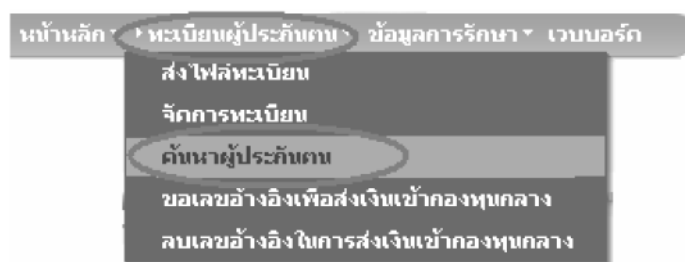 หน้าหลัก ทะเบียนผู้ประกันตน ข้อมูลการรักษา เวบบอร์ด
ส่งไฟล์ทะเบียน
จัดการทะเบียน
ค้นหาผู้ประกันตน
ขอเลขอ้างอิงเพื่อส่งเงินเข้ากองทุนกลาง
ลบเลขอ้างอิงในการส่งเงินเข้ากองทุนกลาง